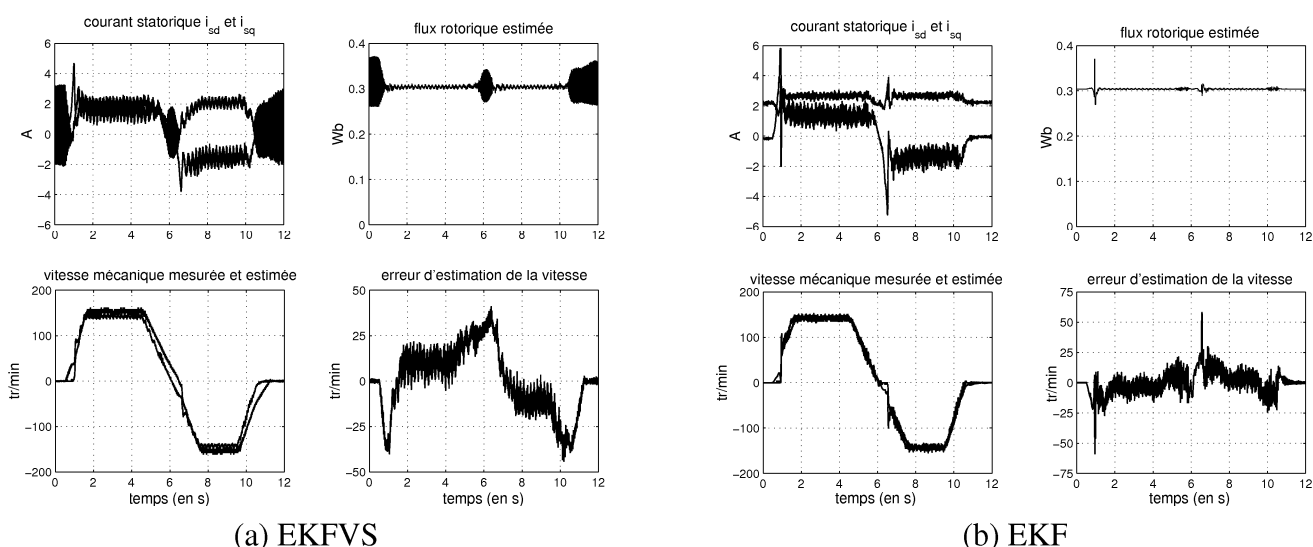 courant statorique isd et isq
6
4
2
0
−2
−4
−6
A
0 2 4 6 8 10 12
flux rotorique estimée
0.4
0.3
0.2
0.1
0
Wb
0 2 4 6 8 10 12
vitesse mécanique mesurée et estimée
200
100
0
−100
−200
tr/min
0 2 4 6 8 10 12
temps (en s)
erreur d'estimation de la vitesse
50
25
0
−25
−50
tr/min
0 2 4 6 8 10 12
temps (en s)
(a) EKFVS
courant statorique isd et isq
6
4
2
0
−2
−4
−6
A
0 2 4 6 8 10 12
flux rotorique estimée
0.4
0.3
0.2
0.1
0
Wb
0 2 4 6 8 10 12
vitesse mécanique mesurée et estimée
200
100
0
−100
−200
tr/min
0 2 4 6 8 10 12
temps (en s)
erreur d'estimation de la vitesse
75
50
25
0
−25
−50
−75
tr/min
0 2 4 6 8 10 12
temps (en s)
(b) EKF